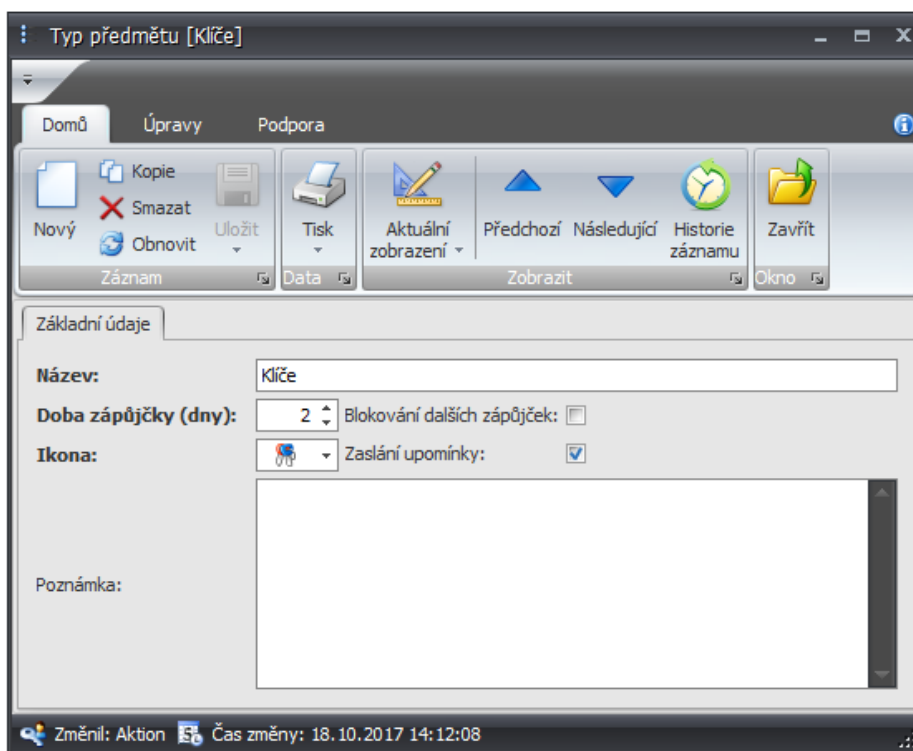 Typ předmětu [Klíče]
Domů Úpravy Podpora
Nový
Kopie
Smazat
Obnovit
Uložit
Záznam
Tisk
Data
Aktuální
zobrazení
Předchozí
Následující
Historie
záznamu
Zobrazit
Zavřít
Okno
Základní údaje
Název: Klíče
Doba zápůjčky (dny): 2 Blokování dalších zápůjček:
Ikona: Zaslání upomínky:
Poznámka:
Změnil: Aktion Čas změny: 18.10.2017 14:12:08